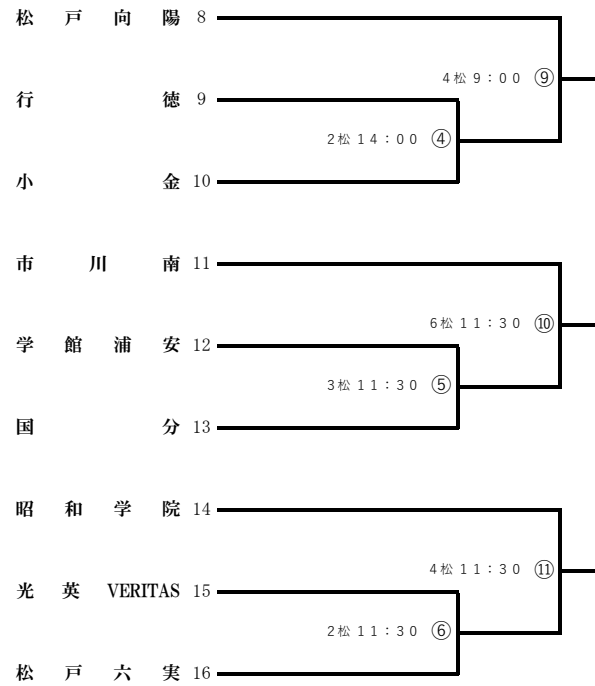 松戸向陽 8
4松 9：00 ⑨
行徳 9
2松 14：00 ④
小金 10
市川南 11
6松 11：30 ⑩
学館浦安 12
3松 11：30 ⑤
国分 13
昭和学院 14
4松 11：30 ⑪
光英 VERITAS 15
2松 11：30 ⑥
松戸六実 16